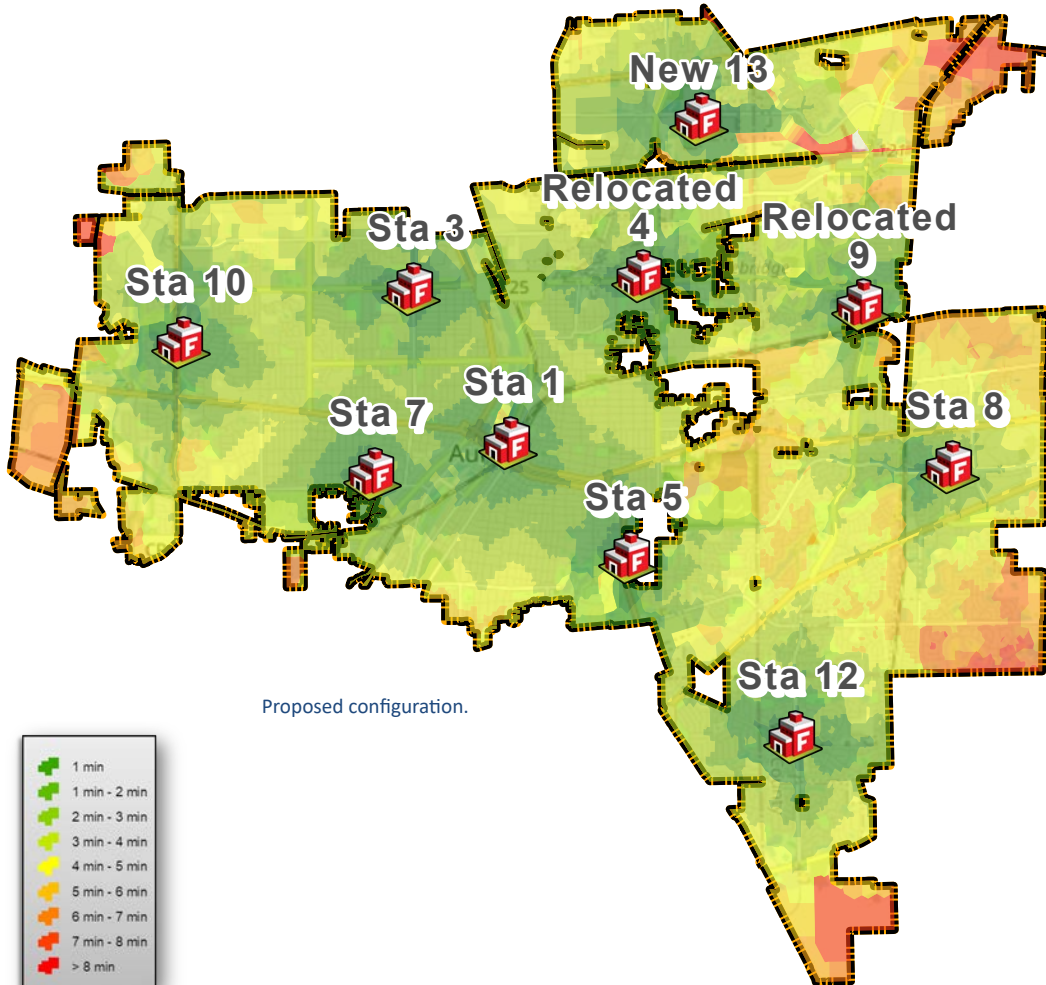 New 13
Relocated
4
Relocated
9
Sta 3
Sta 10
25
Sta 1
Sta 7
Au
Sta 8
Sta 5
Sta 12
Proposed configuration.
1 min
1 min - 2 min
2 min - 3 min
3 min - 4 min
4 min - 5 min
5 min - 6 min
6 min - 7 min
7 min - 8 min
> 8 min